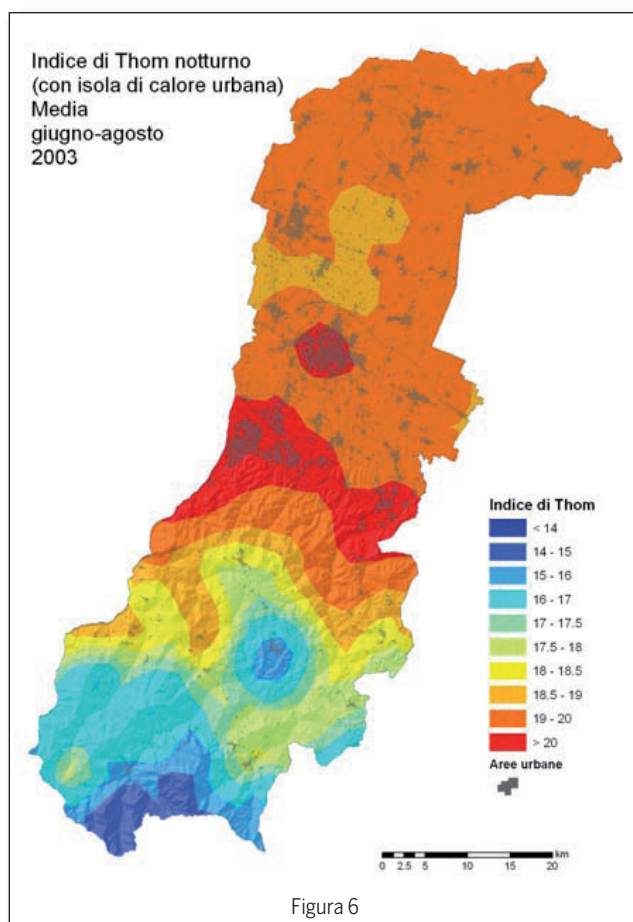 Indice di Thom notturno
(con isola di calore urbana)
Media
giugno-agosto
2003
Indice di Thom
< 14
14 - 15
15 - 16
16 - 17
17 - 17.5
17.5 - 18
18 - 18.5
18.5 - 19
19 - 20
> 20
Aree urbane
km
0 2.5 5 10 15 20
Figura 6